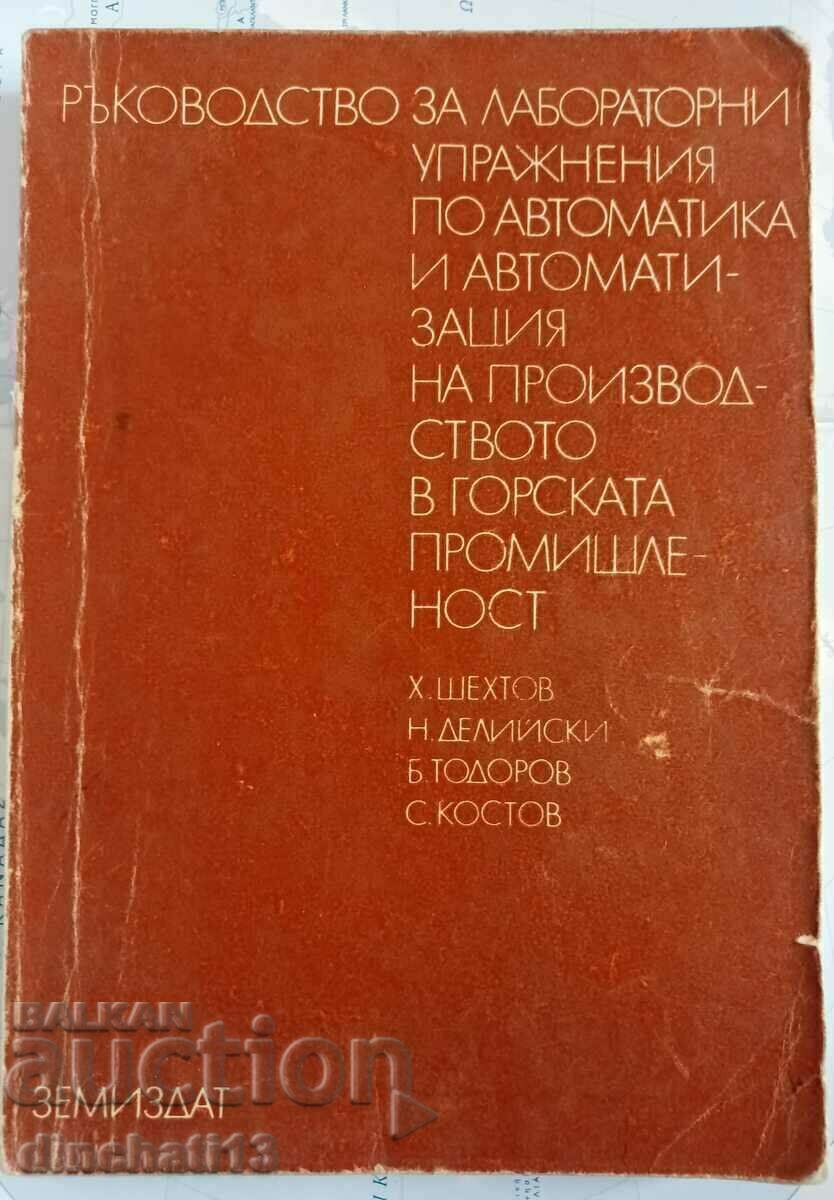 РЪКОВОДСТВО ЗА ЛАБОРАТОРНИ
УПРАЖНЕНИЯ
ПО АВТОМАТИКА
И АВТОМАТИ-
ЗАЦИЯ
НА ПРОИЗВОД-
СТВОТО
В ГОРСКАТА
ПРОМИШЛЕ-
НОСТ
Х. ШЕХТОВ
Н. ДЕЛИЙСКИ
Б. ТОДОРОВ
С. КОСТОВ
BALKAN
auction
ЗЕМИЗДАТ
dinchati13